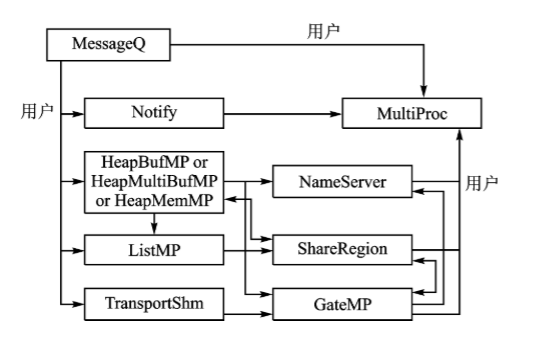 用户
MessageQ
用户
Notify
MultiProc
HeapBufMP or
HeapMultiBufMP
or HeapMemMP
NameServer
用户
ListMP
ShareRegion
TransportShm
GateMP